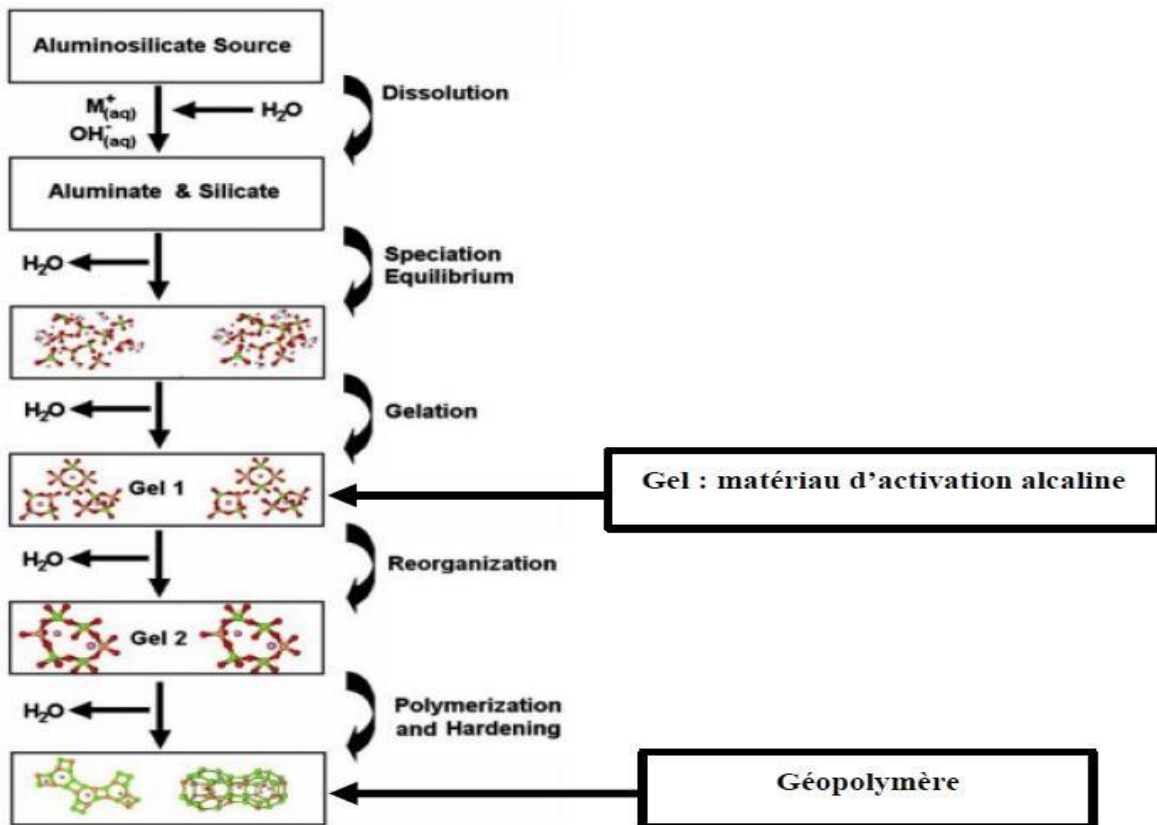 Aluminosilicate Source
M⁺(aq)
OH⁻(aq)
H₂O
Dissolution
Aluminate & Silicate
H₂O
Speciation
Equilibrium
H₂O
Gelation
Gel 1
Gel : matériau d’activation alcaline
H₂O
Reorganization
Gel 2
H₂O
Polymerization
and Hardening
Géopolymère